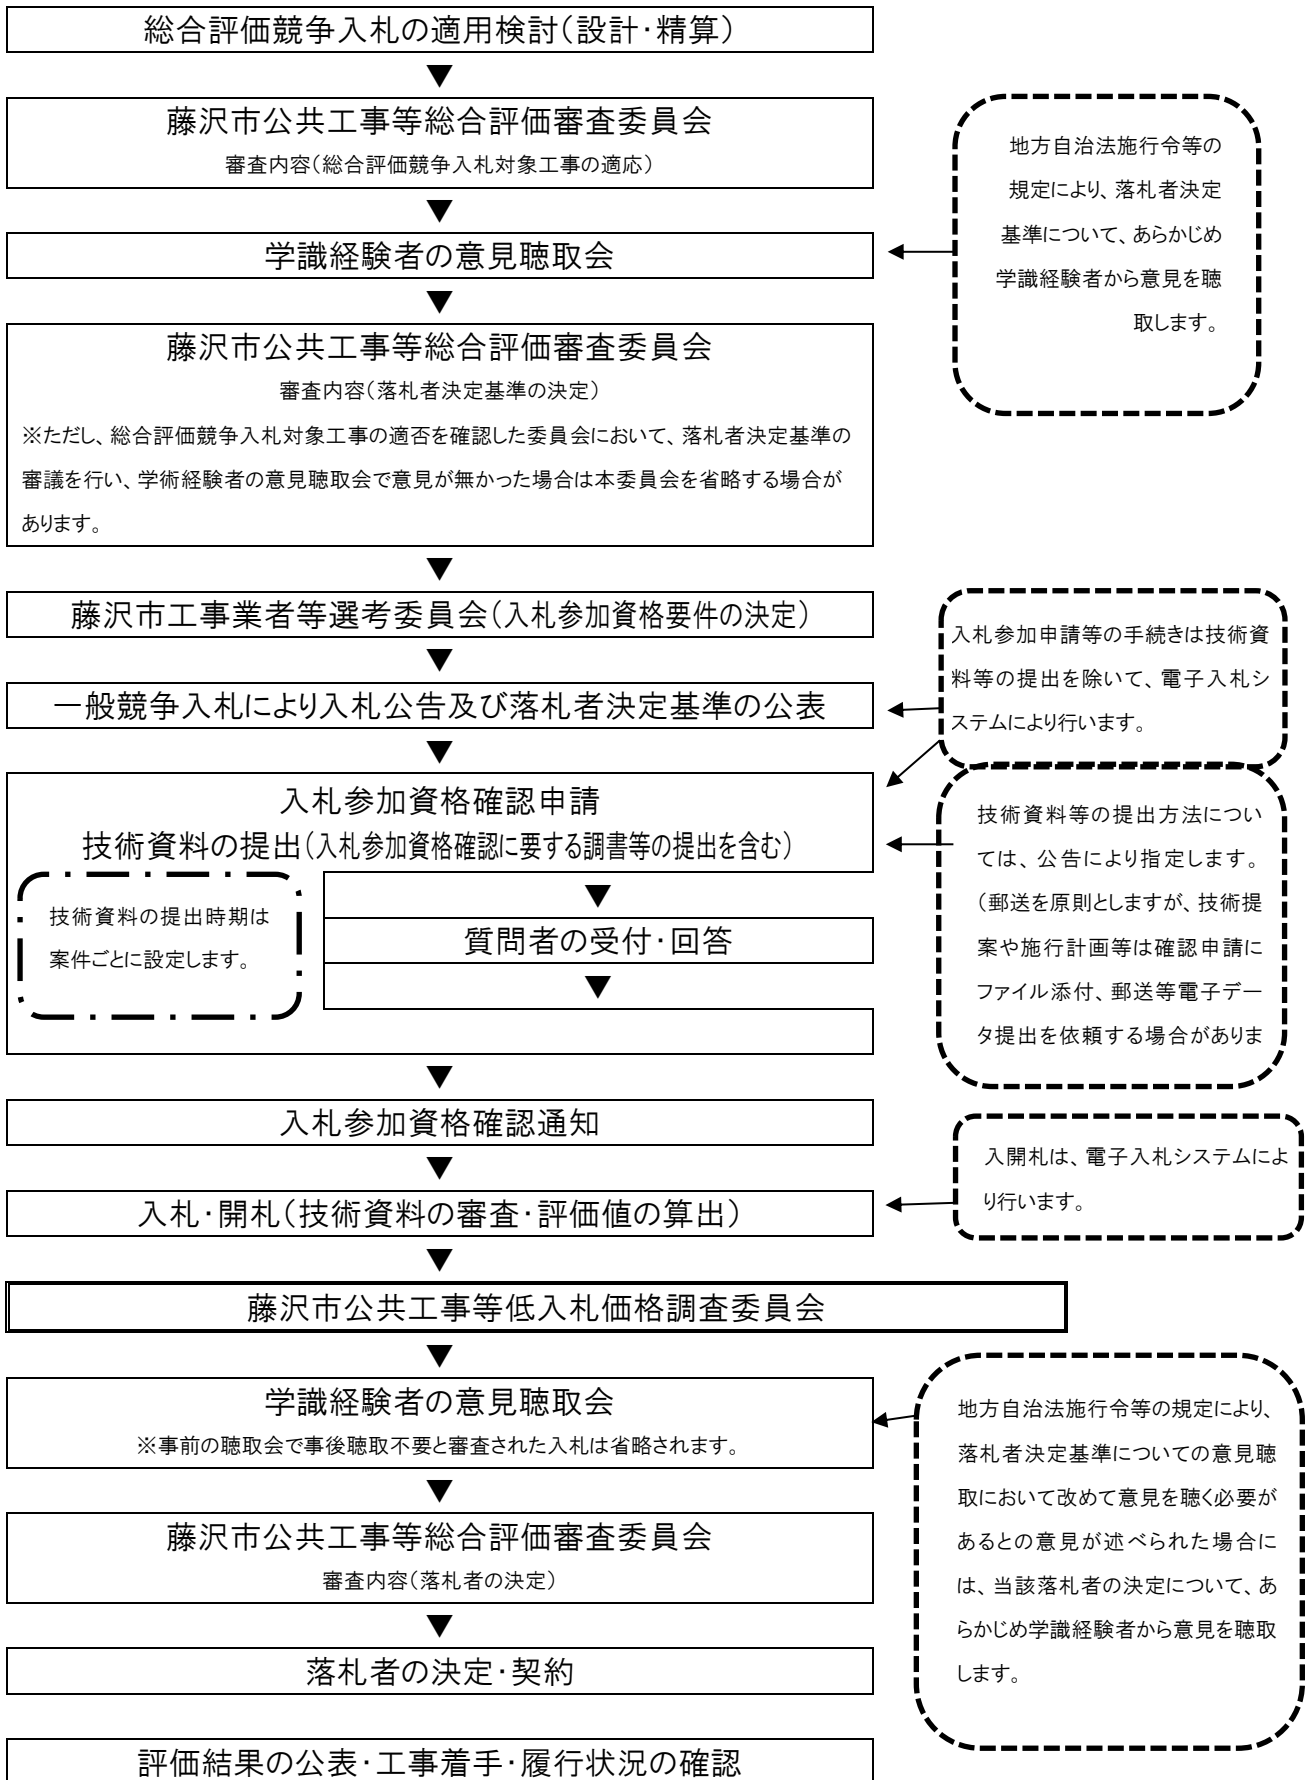 総合評価競争入札の適用検討（設計・精算）
▼
藤沢市公共工事等総合評価審査委員会
審査内容（総合評価競争入札対象工事の適応）
▼
学識経験者の意見聴取会
地方自治法施行令等の
規定により、落札者決定
基準について、あらかじめ
学識経験者から意見を聴
取します。
▼
藤沢市公共工事等総合評価審査委員会
審査内容（落札者決定基準の決定）
※ただし、総合評価競争入札対象工事の適否を確認した委員会において、落札者決定基準の
審議を行い、学術経験者の意見聴取会で意見が無かった場合は本委員会を省略する場合が
あります。
▼
藤沢市工事業者等選考委員会（入札参加資格要件の決定）
▼
一般競争入札により入札公告及び落札者決定基準の公表
入札参加申請等の手続きは技術資
料等の提出を除いて、電子入札シ
ステムにより行います。
▼
入札参加資格確認申請
技術資料の提出（入札参加資格確認に要する調書等の提出を含む）
技術資料等の提出方法につい
ては、公告により指定します。
（郵送を原則としますが、技術提
案や施行計画等は確認申請に
ファイル添付、郵送等電子デー
タ提出を依頼する場合がありま
技術資料の提出時期は
案件ごとに設定します。
▼
質問者の受付・回答
▼
▼
入札参加資格確認通知
▼
入札・開札（技術資料の審査・評価値の算出）
入開札は、電子入札システムによ
り行います。
▼
藤沢市公共工事等低入札価格調査委員会
▼
学識経験者の意見聴取会
※事前の聴取会で事後聴取不要と審査された入札は省略されます。
地方自治法施行令等の規定により、
落札者決定基準についての意見聴
取において改めて意見を聴く必要が
あるとの意見が述べられた場合に
は、当該落札者の決定について、あ
らかじめ学識経験者から意見を聴取
します。
▼
藤沢市公共工事等総合評価審査委員会
審査内容（落札者の決定）
▼
落札者の決定・契約
評価結果の公表・工事着手・履行状況の確認